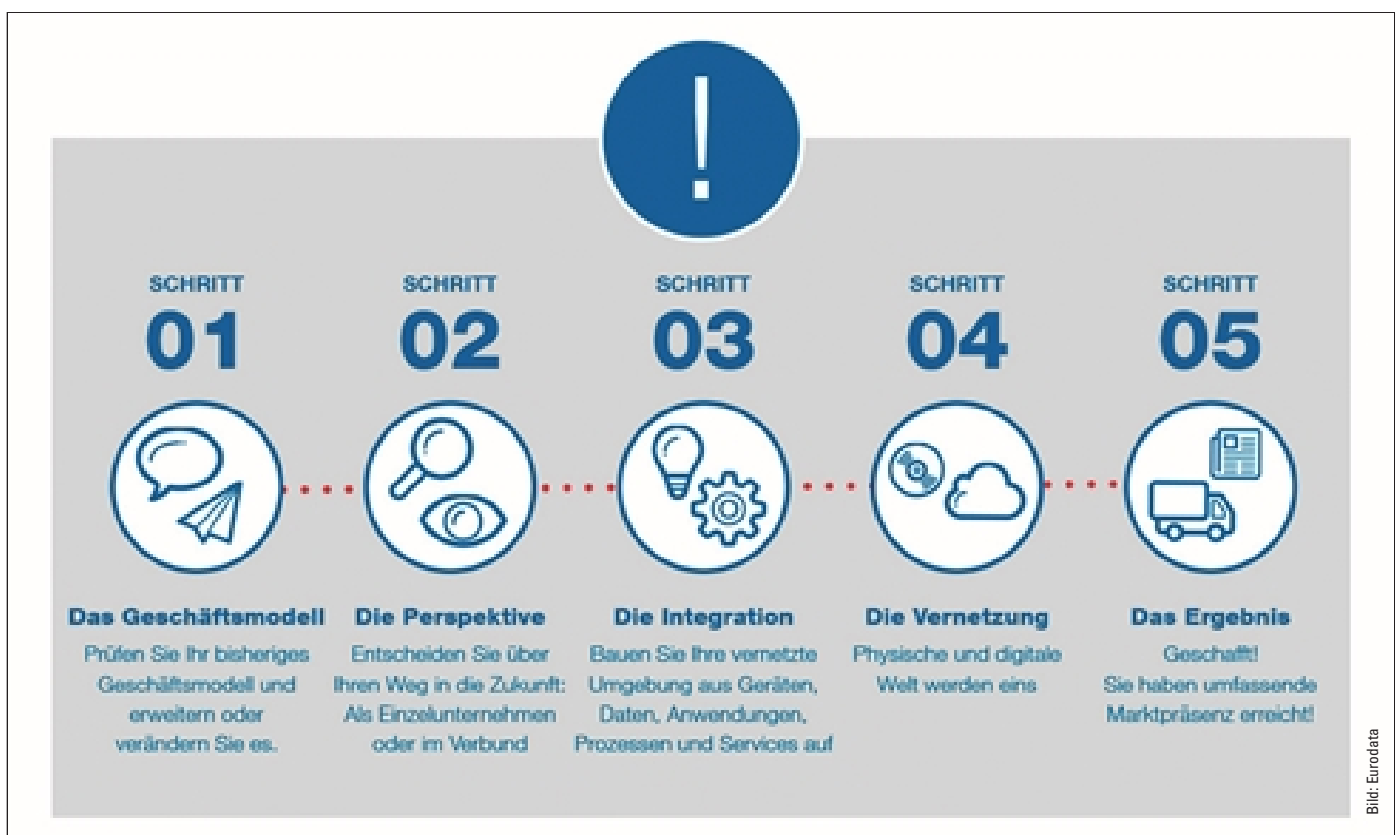 !
SCHRITT
01
Das Geschäftsmodell
Prüfen Sie Ihr bisheriges
Geschäftsmodell und
erweitern oder
verändern Sie es.
SCHRITT
02
Die Perspektive
Entscheiden Sie über
Ihren Weg in die Zukunft:
Als Einzelunternehmen
oder im Verbund
SCHRITT
03
Die Integration
Bauen Sie Ihre vernetzte
Umgebung aus Geräten,
Daten, Anwendungen,
Prozessen und Services auf
SCHRITT
04
Die Vernetzung
Physische und digitale
Welt werden eins
SCHRITT
05
Das Ergebnis
Geschafft!
Sie haben umfassende
Marktpräsenz erreicht!
Bild: Eurodata